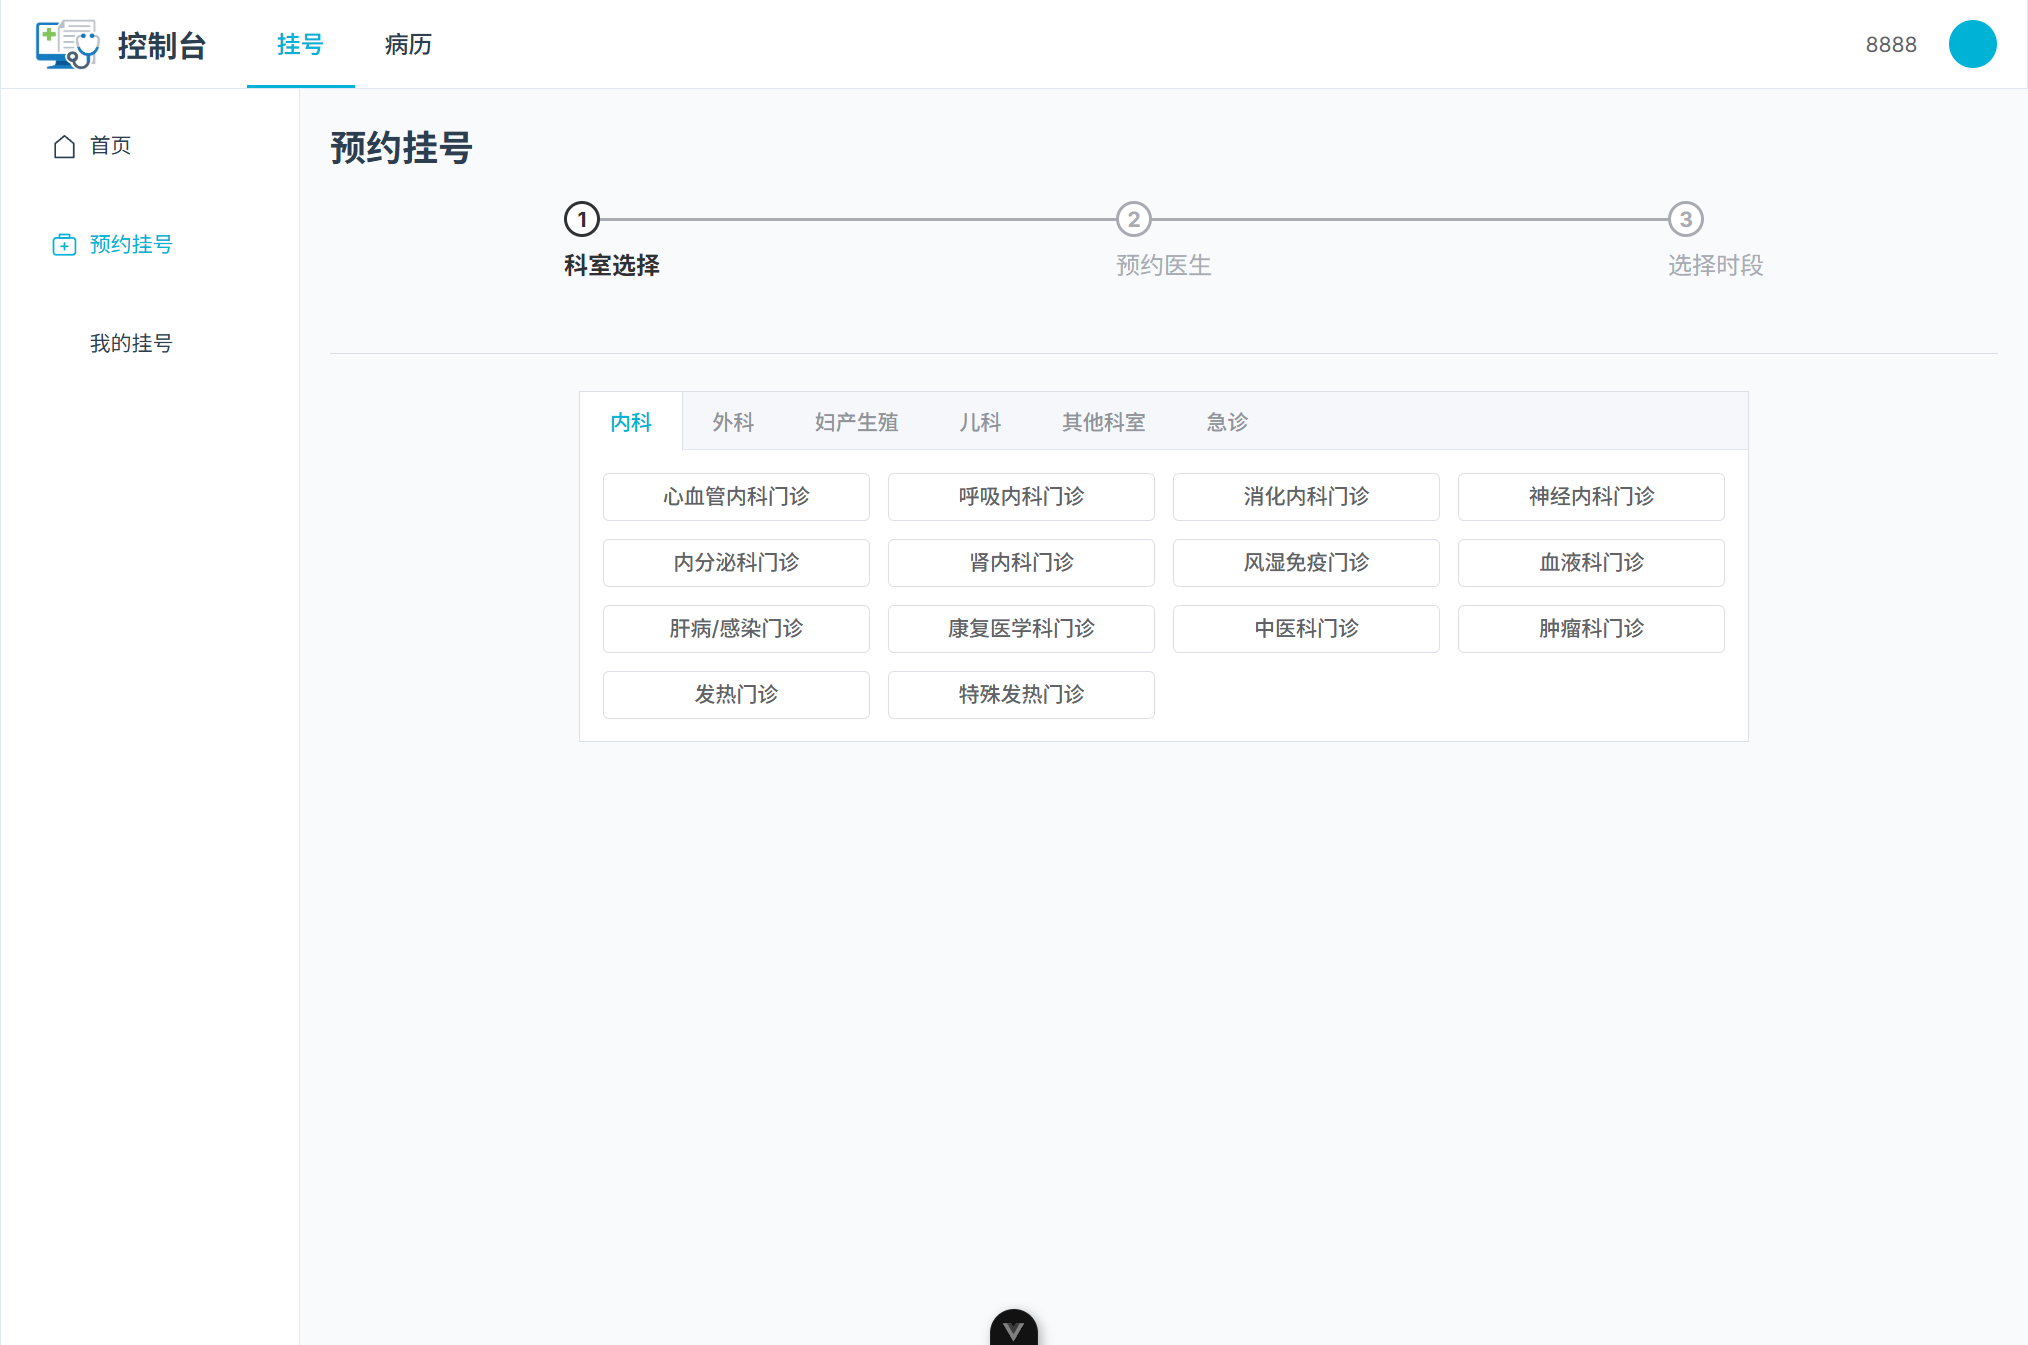 控制台
挂号
病历
8888
首页
预约挂号
我的挂号
预约挂号
1
2
3
科室选择
预约医生
选择时段
内科
外科
妇产生殖
儿科
其他科室
急诊
心血管内科门诊
呼吸内科门诊
消化内科门诊
神经内科门诊
内分泌科门诊
肾内科门诊
风湿免疫门诊
血液科门诊
肝病/感染门诊
康复医学科门诊
中医科门诊
肿瘤科门诊
发热门诊
特殊发热门诊